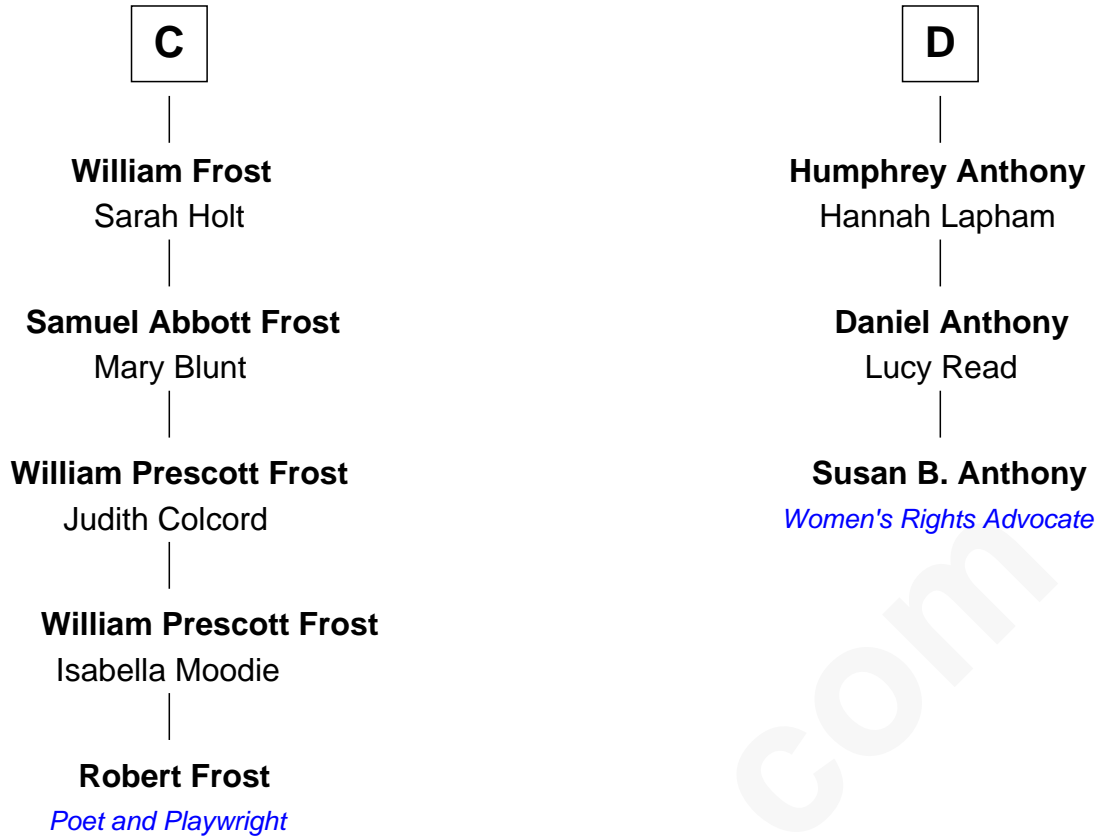 C
William Frost
Sarah Holt
Samuel Abbott Frost
Mary Blunt
William Prescott Frost
Judith Colcord
William Prescott Frost
Isabella Moodie
Robert Frost
Poet and Playwright
D
Humphrey Anthony
Hannah Lapham
Daniel Anthony
Lucy Read
Susan B. Anthony
Women's Rights Advocate
com